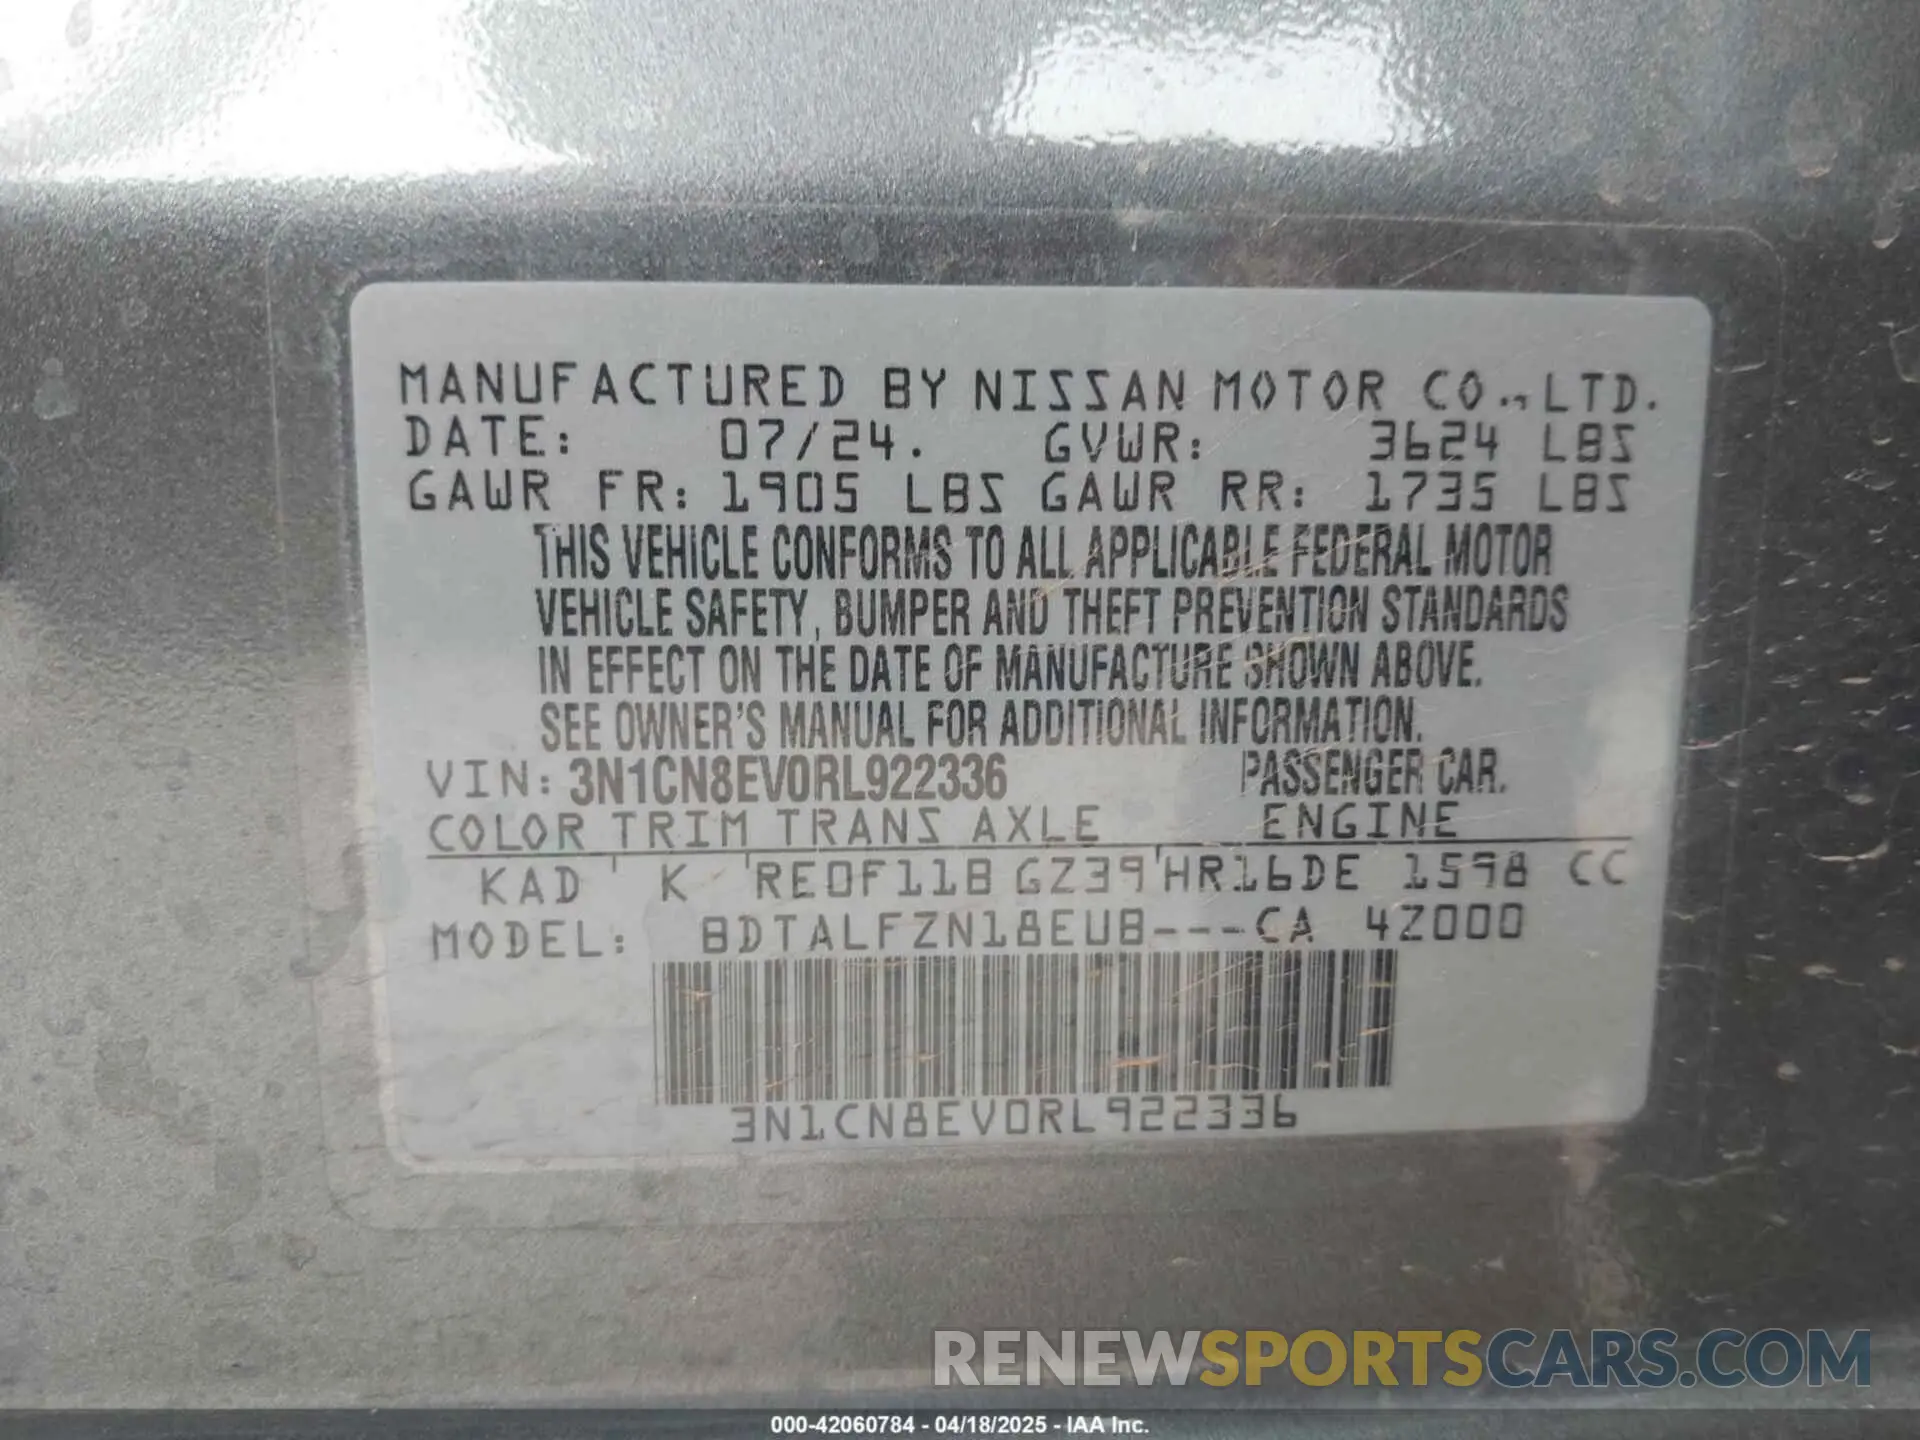 MANUFACTURED BY NISSAN MOTOR CO., LTD.
DATE: 07/24. GVWR: 3624 LBS
GAWR FR: 1905 LBS GAWR RR: 1735 LBS
THIS VEHICLE CONFORMS TO ALL APPLICABLE FEDERAL MOTOR
VEHICLE SAFETY, BUMPER AND THEFT PREVENTION STANDARDS
IN EFFECT ON THE DATE OF MANUFACTURE SHOWN ABOVE.
SEE OWNER'S MANUAL FOR ADDITIONAL INFORMATION.
VIN: 3N1CN8EV0RL922336 PASSENGER CAR.
COLOR TRIM TRANS AXLE ENGINE
KAD K RE0F11B GZ39 HR16DE 1598 CC
MODEL: BDTALFZN18EUB---CA 4Z000
3N1CN8EV0RL922336
RENEWSPORTSCARS.COM
000-42060784 - 04/18/2025 - IAA Inc.